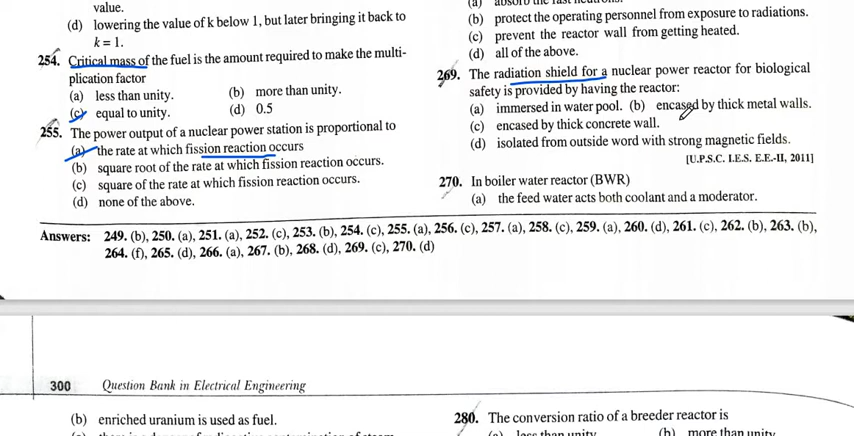 value.
(d) lowering the value of k below 1, but later bringing it back to
k = 1.
254. Critical mass of the fuel is the amount required to make the multi-
plication factor
(a) less than unity. (b) more than unity.
(c) equal to unity. (d) 0.5
255. The power output of a nuclear power station is proportional to
(a) the rate at which fission reaction occurs
(b) square root of the rate at which fission reaction occurs.
(c) square of the rate at which fission reaction occurs.
(d) none of the above.
(b) protect the operating personnel from exposure to radiations.
(c) prevent the reactor wall from getting heated.
(d) all of the above.
269. The radiation shield for a nuclear power reactor for biological
safety is provided by having the reactor:
(a) immersed in water pool. (b) encased by thick metal walls.
(c) encased by thick concrete wall.
(d) isolated from outside word with strong magnetic fields.
[U.P.S.C. I.E.S. E.E.-II, 2011]
270. In boiler water reactor (BWR)
(a) the feed water acts both coolant and a moderator.
Answers: 249. (b), 250. (a), 251. (a), 252. (c), 253. (b), 254. (c), 255. (a), 256. (c), 257. (a), 258. (c), 259. (a), 260. (d), 261. (c), 262. (b), 263. (b),
264. (f), 265. (d), 266. (a), 267. (b), 268. (d), 269. (c), 270. (d)
300 Question Bank in Electrical Engineering
(b) enriched uranium is used as fuel.
280. The conversion ratio of a breeder reactor is
(a) less than unity (b) more than unity